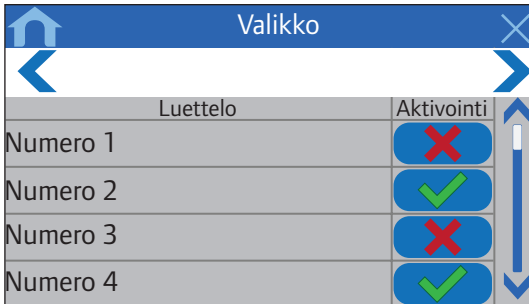 Valikko
Luettelo Aktivointi
Numero 1
Numero 2
Numero 3
Numero 4